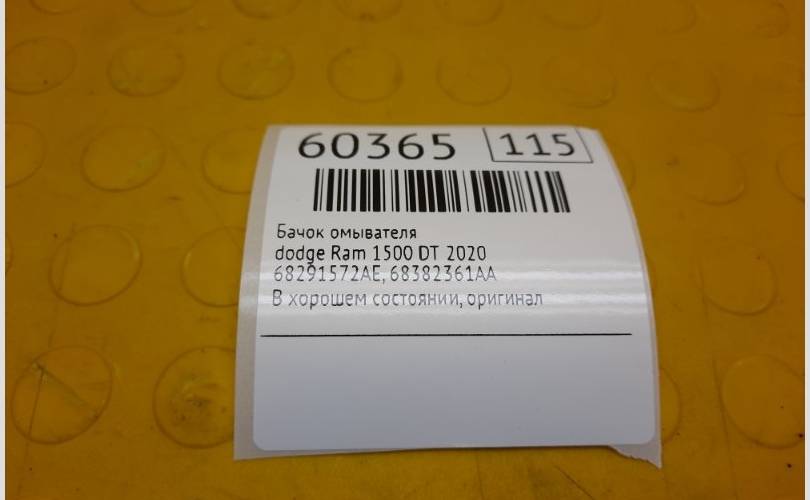 60365 115
Бачок омывателя
dodge Ram 1500 DT 2020
68291572AE, 68382361AA
В хорошем состоянии, оригинал